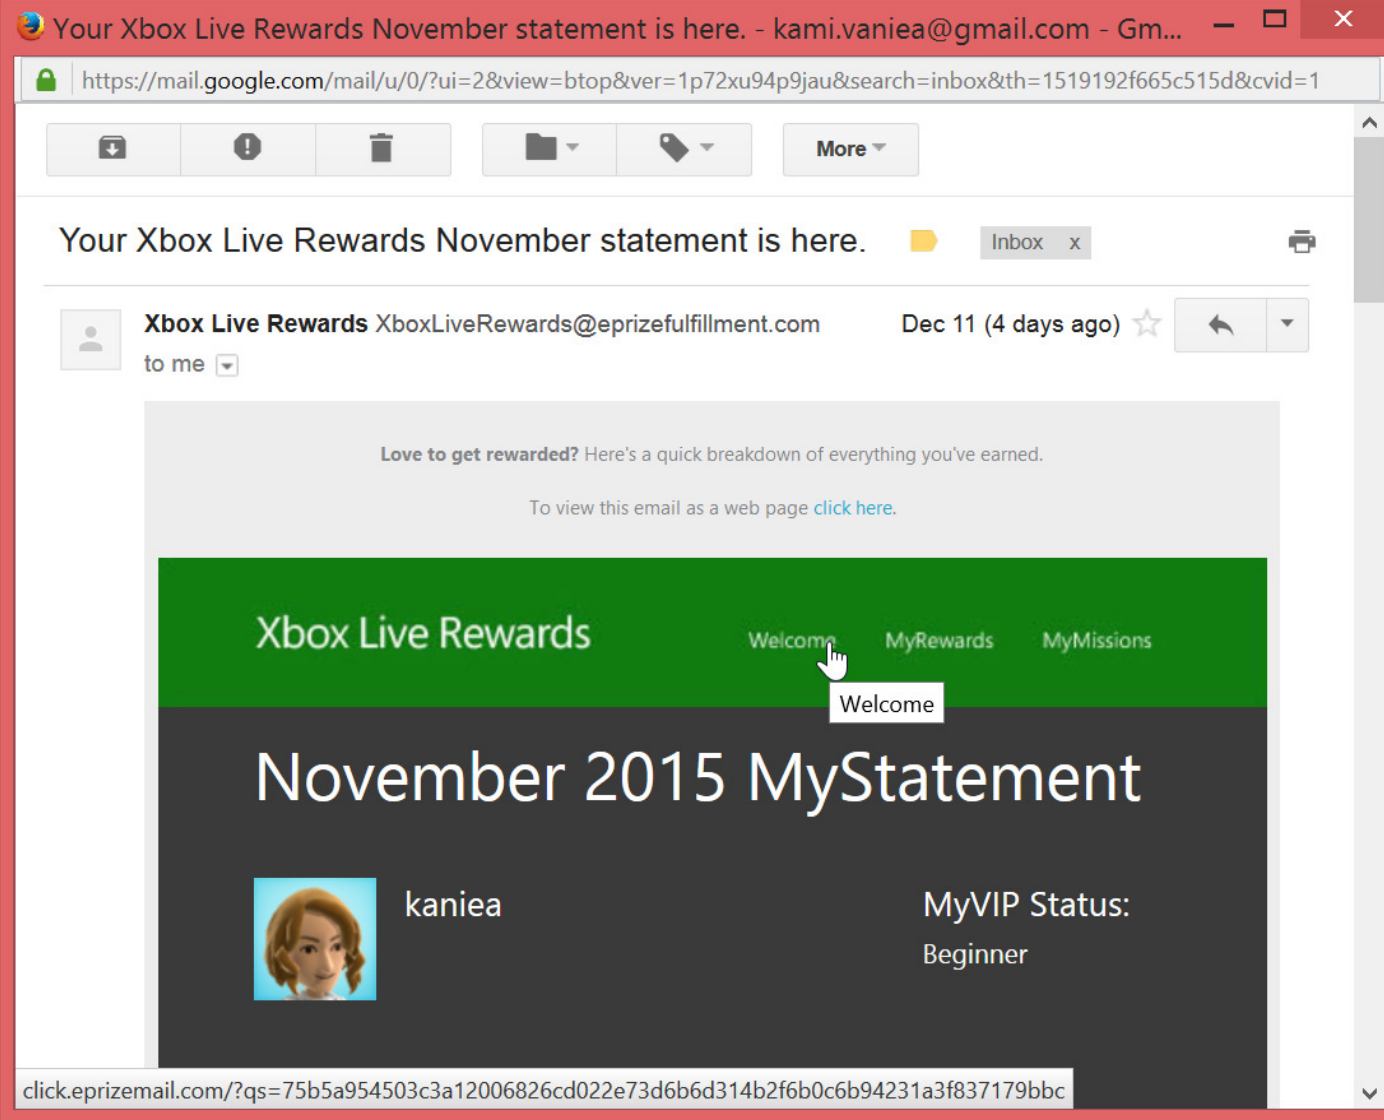 Your Xbox Live Rewards November statement is here. - kami.vaniea@gmail.com - Gm...
https://mail.google.com/mail/u/0/?ui=2&view=btop&ver=1p72xu94p9jau&search=inbox&th=1519192f665c515d&cvid=1
More
Your Xbox Live Rewards November statement is here. Inbox x
Xbox Live Rewards XboxLiveRewards@eprizefulfillment.com Dec 11 (4 days ago)
to me
Love to get rewarded? Here's a quick breakdown of everything you've earned.
To view this email as a web page click here.
Xbox Live Rewards Welcome MyRewards MyMissions
Welcome
November 2015 MyStatement
kaniea MyVIP Status:
Beginner
click.eprizemail.com/?qs=75b5a954503c3a12006826cd022e73d6b6d314b2f6b0c6b94231a3f837179bbc